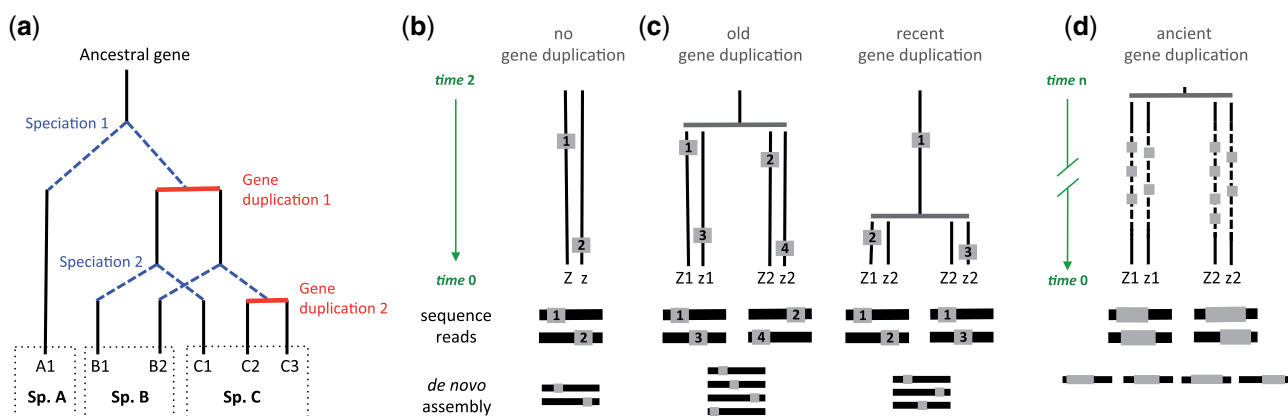 (a)
Ancestral gene
Speciation 1
Gene
duplication 1
Speciation 2
Gene
duplication 2
A1 B1 B2 C1 C2 C3
Sp. A Sp. B Sp. C
(b)
no
gene duplication
time 2
1
2
time 0
Z z
sequence
reads
1
2
de novo
assembly
(c)
old
gene duplication
1
2
3
4
Z1 z1 Z2 z2
1 2
3 4
recent
gene duplication
1
2
3
Z1 z2 Z2 z2
1 1
2 3
(d)
ancient
gene duplication
time n
time 0
Z1 z1 Z2 z2